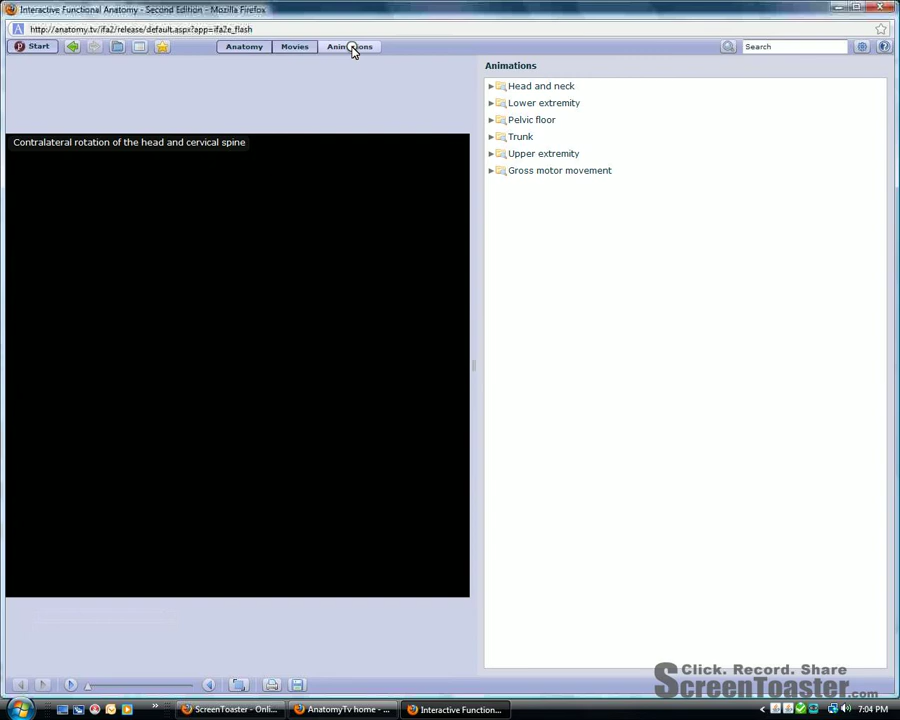 Interactive Functional Anatomy - Second Edition - Mozilla Firefox
http://anatomy.tv/ifa2/release/default.aspx?app=ifa2e_flash
Start Anatomy Movies Animations Search
Animations
Head and neck
Lower extremity
Pelvic floor
Trunk
Upper extremity
Gross motor movement
Contralateral rotation of the head and cervical spine
Click. Record. Share
ScreenToaster.com
ScreenToaster - Onli... AnatomyTv home - ... Interactive Function... 7:04 PM